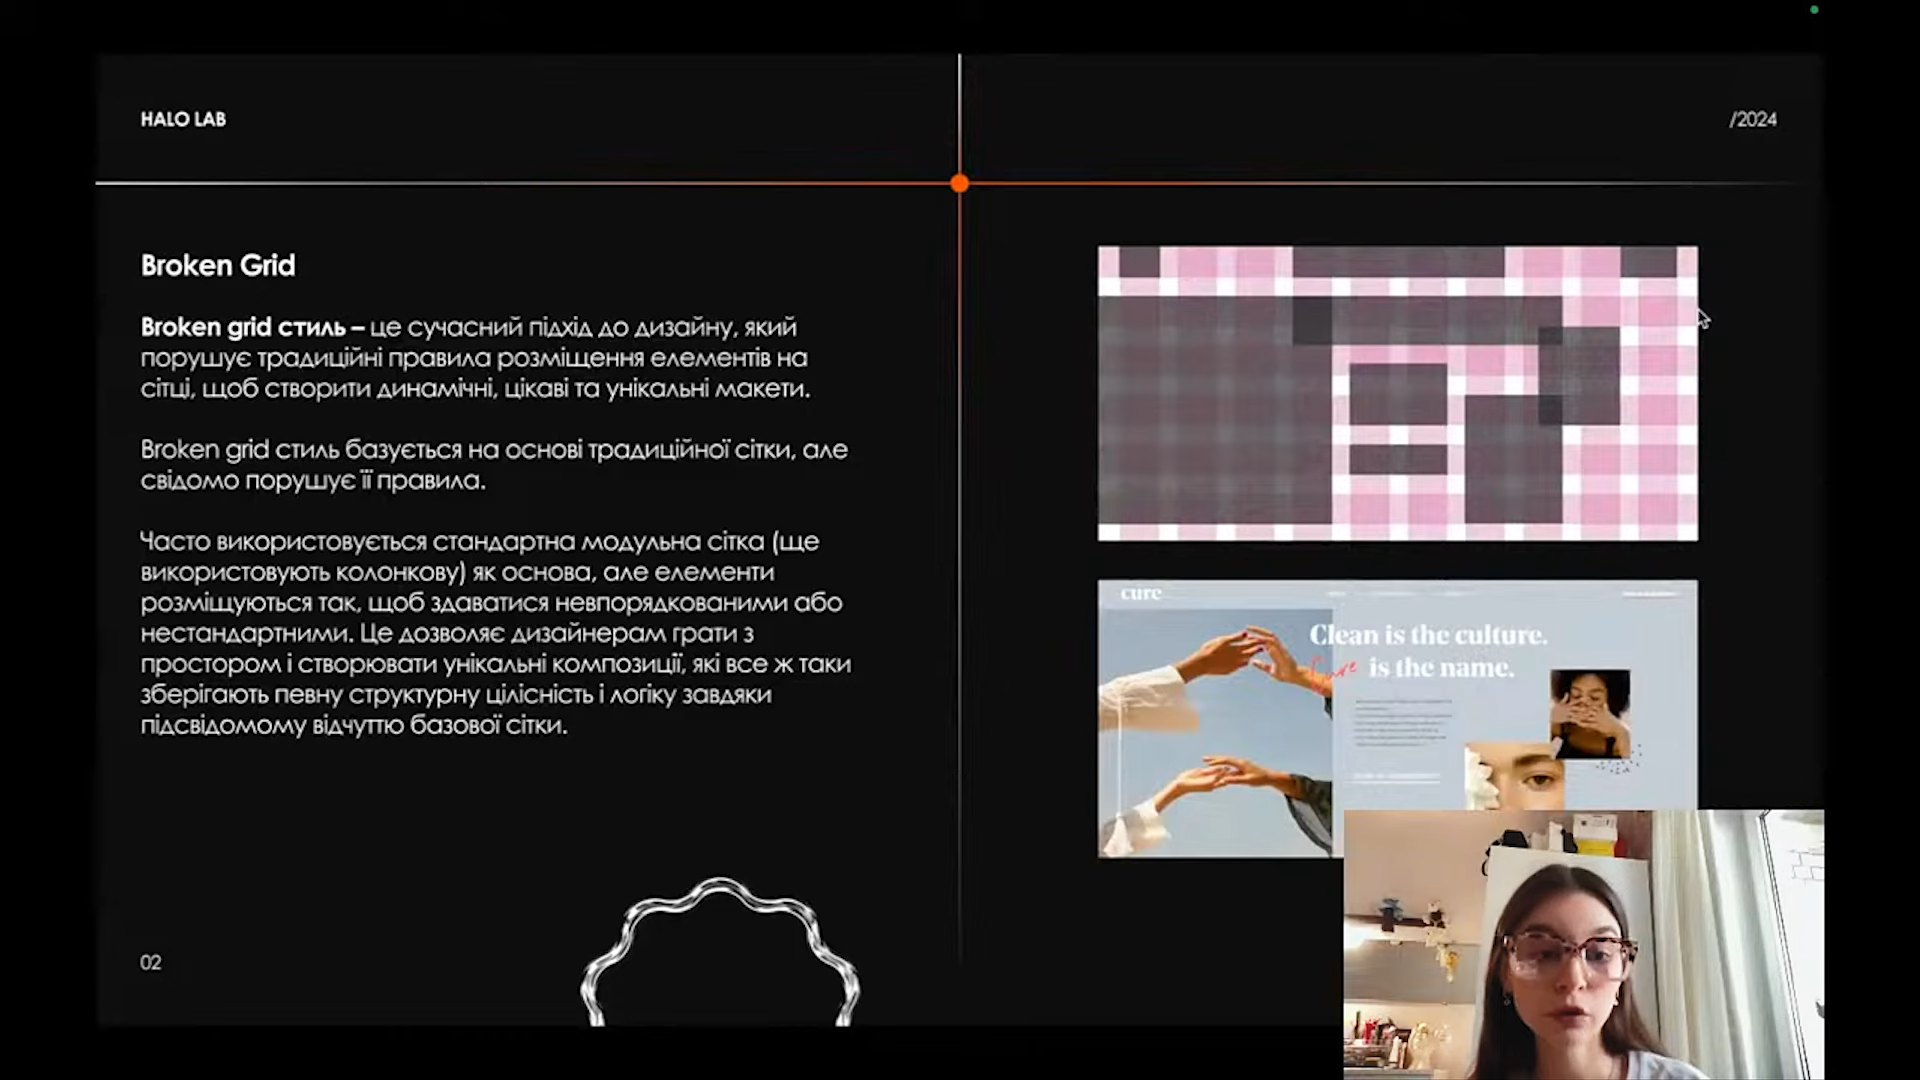 HALO LAB
/2024
Broken Grid
Broken grid стиль – це сучасний підхід до дизайну, який
порушує традиційні правила розміщення елементів на
сітці, щоб створити динамічні, цікаві та унікальні макети.
Broken grid стиль базується на основі традиційної сітки, але
свідомо порушує її правила.
Часто використовується стандартна модульна сітка (ще
використовують колонкову) як основа, але елементи
розміщуються так, щоб здаватися невпорядкованими або
нестандартними. Це дозволяє дизайнерам грати з
простором і створювати унікальні композиції, які все ж таки
зберігають певну структурну цілісність і логіку завдяки
підсвідомому відчуттю базової сітки.
cure
Clean is the culture.
Cure is the name.
02